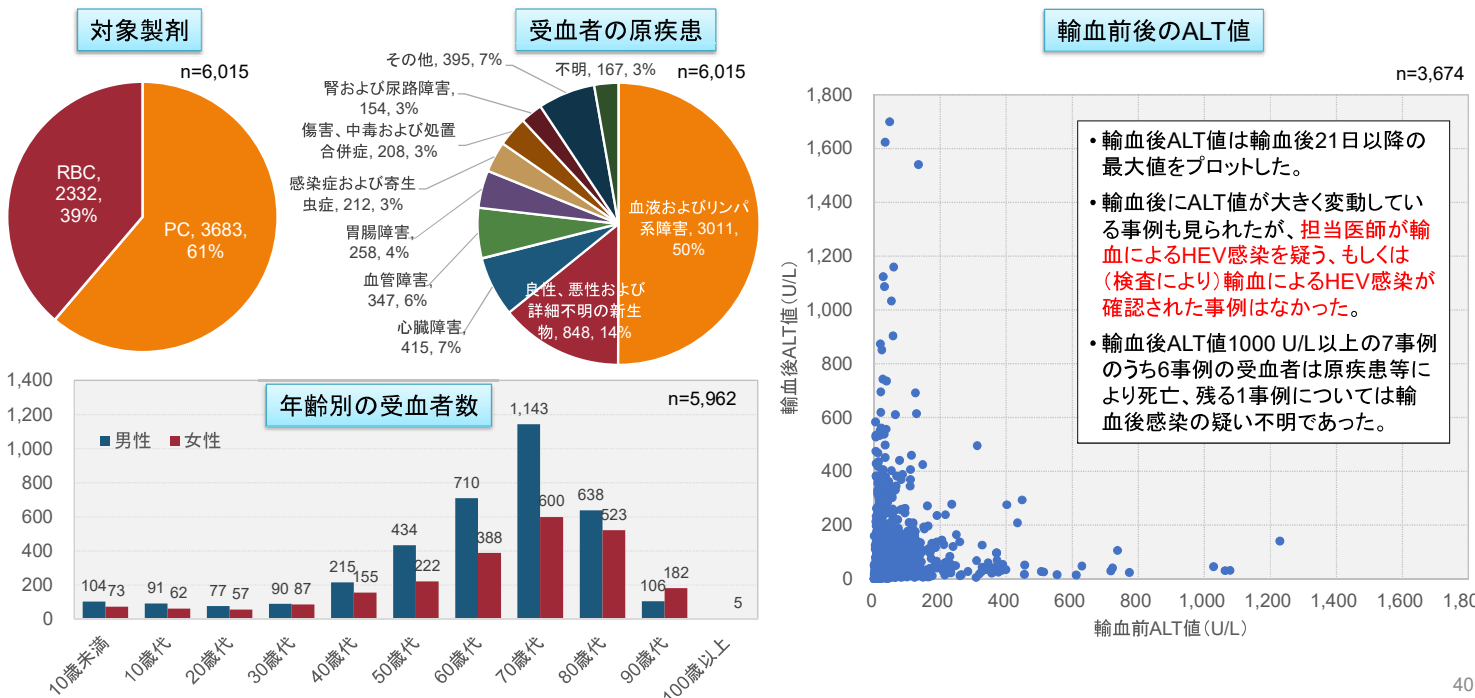 対象製剤
n=6,015
RBC,
2332,
39%
PC, 3683,
61%
受血者の原疾患
n=6,015
その他, 395, 7%
不明, 167, 3%
腎および尿路障害,
154, 3%
傷害、中毒および処置
合併症, 208, 3%
感染症および寄生
虫症, 212, 3%
胃腸障害,
258, 4%
血管障害,
347, 6%
心臓障害,
415, 7%
良性、悪性および
詳細不明の新生
物, 848, 14%
血液およびリンパ
系障害, 3011,
50%
年齢別の受血者数
n=5,962
男性 女性
1,400
1,200
1,000
800
600
400
200
0
104 73
91 62
77 57
90 87
215 155
434 222
710 388
1,143 600
638 523
106 182
5
10歳未満
10歳代
20歳代
30歳代
40歳代
50歳代
60歳代
70歳代
80歳代
90歳代
100歳以上
輸血前後のALT値
n=3,674
輸血後ALT値(U/L)
1,800
1,600
1,400
1,200
1,000
800
600
400
200
0
・輸血後ALT値は輸血後21日以降の
最大値をプロットした。
・輸血後にALT値が大きく変動してい
る事例も見られたが、担当医師が輸
血によるHEV感染を疑う、もしくは
(検査により)輸血によるHEV感染が
確認された事例はなかった。
・輸血後ALT値1000 U/L以上の7事例
のうち6事例の受血者は原疾患等に
より死亡、残る1事例については輸
血後感染の疑い不明であった。
0 200 400 600 800 1,000 1,200 1,400 1,600 1,80
輸血前ALT値(U/L)
40